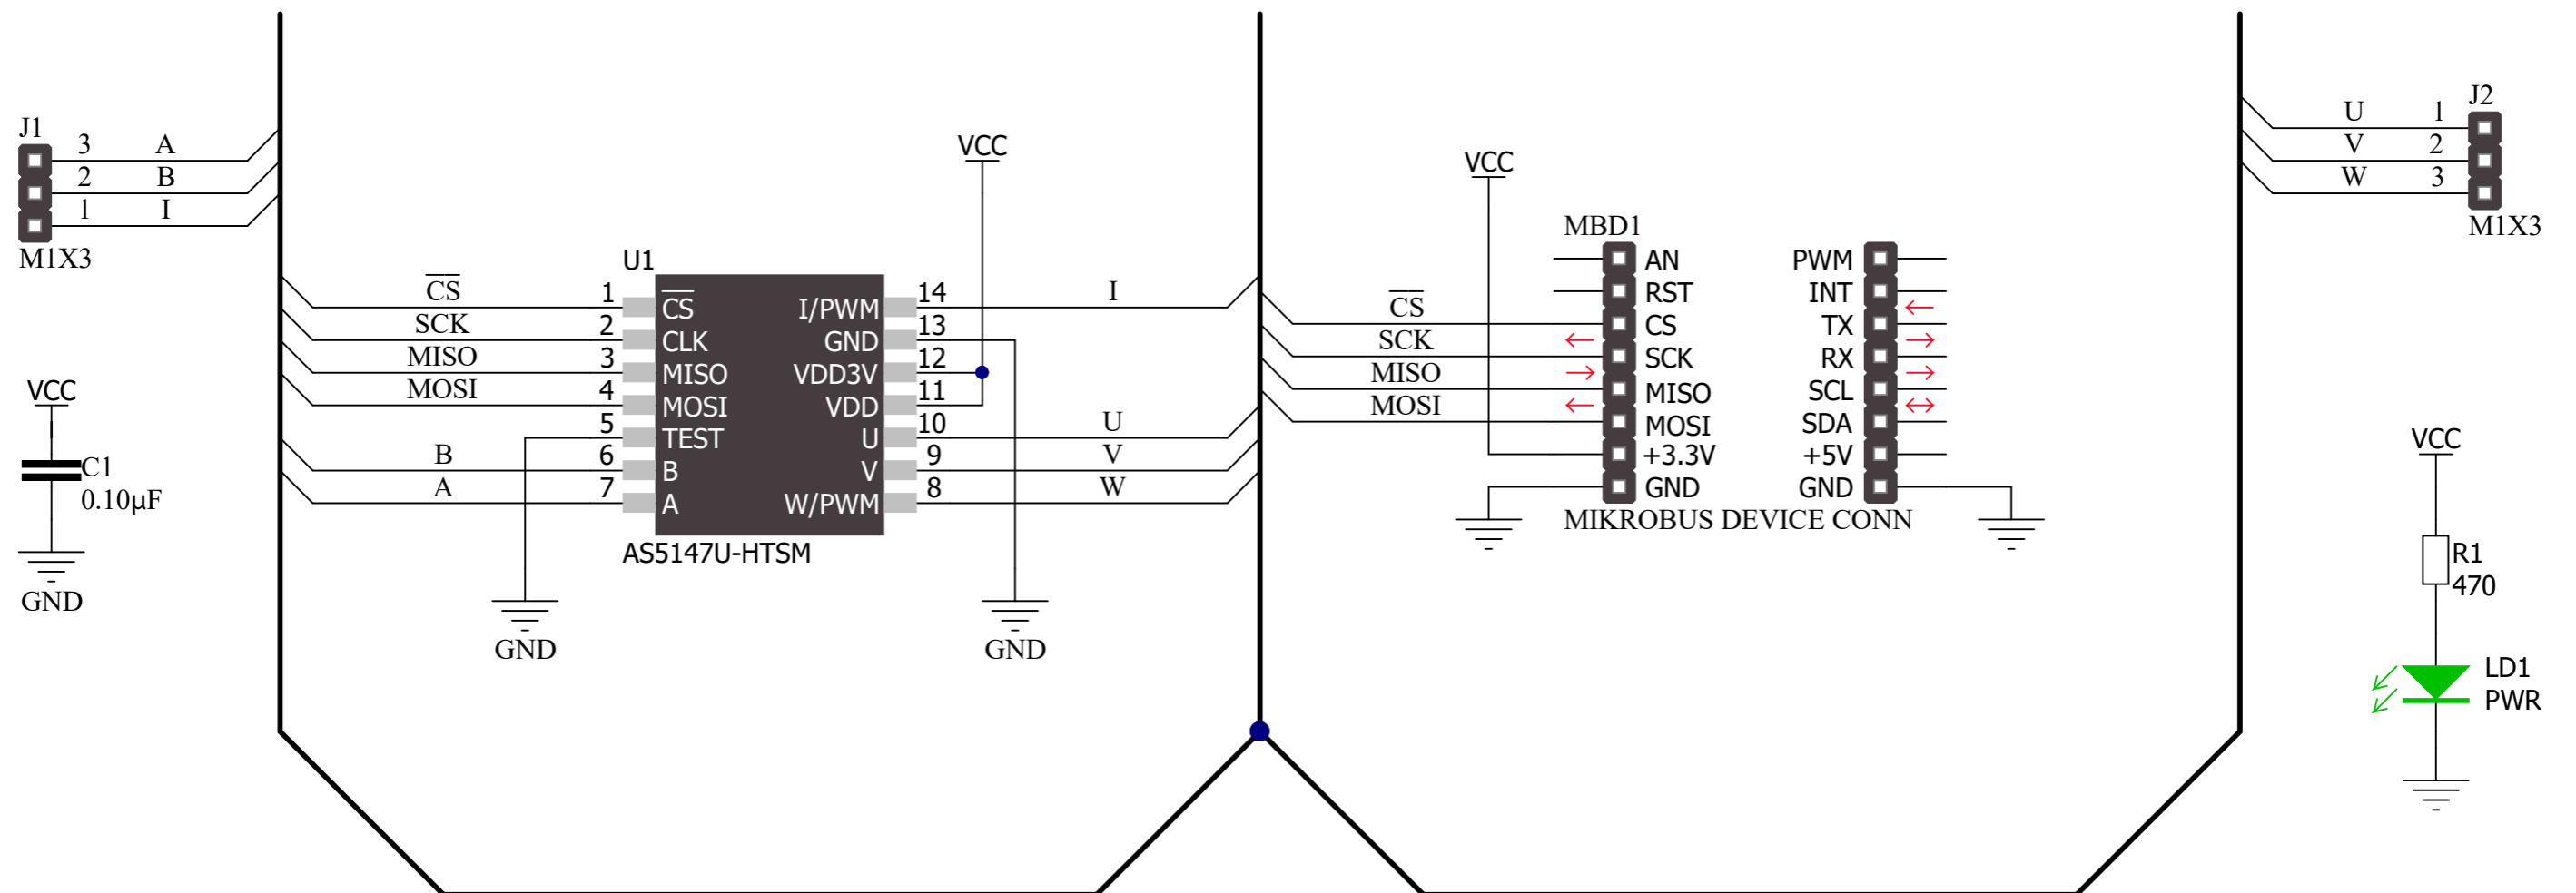 J1
3 A
2 B
1 I
M1X3
VCC
C1
0.10µF
GND
U1
CS 1 CS
SCK 2 CLK
MISO 3 MISO
MOSI 4 MOSI
5 TEST
B 6 B
A 7 A
I/PWM 14 I
GND 13
VDD3V 12
VDD 11
U 10 U
V 9 V
W/PWM 8 W
AS5147U-HTSM
VCC
GND
GND
VCC
MBD1
AN
RST
CS CS
SCK SCK
MISO MISO
MOSI MOSI
+3.3V
GND
PWM
INT
TX
RX
SCL
SDA
+5V
GND
MIKROBUS DEVICE CONN
J2
U 1
V 2
W 3
M1X3
VCC
R1
470
LD1
PWR